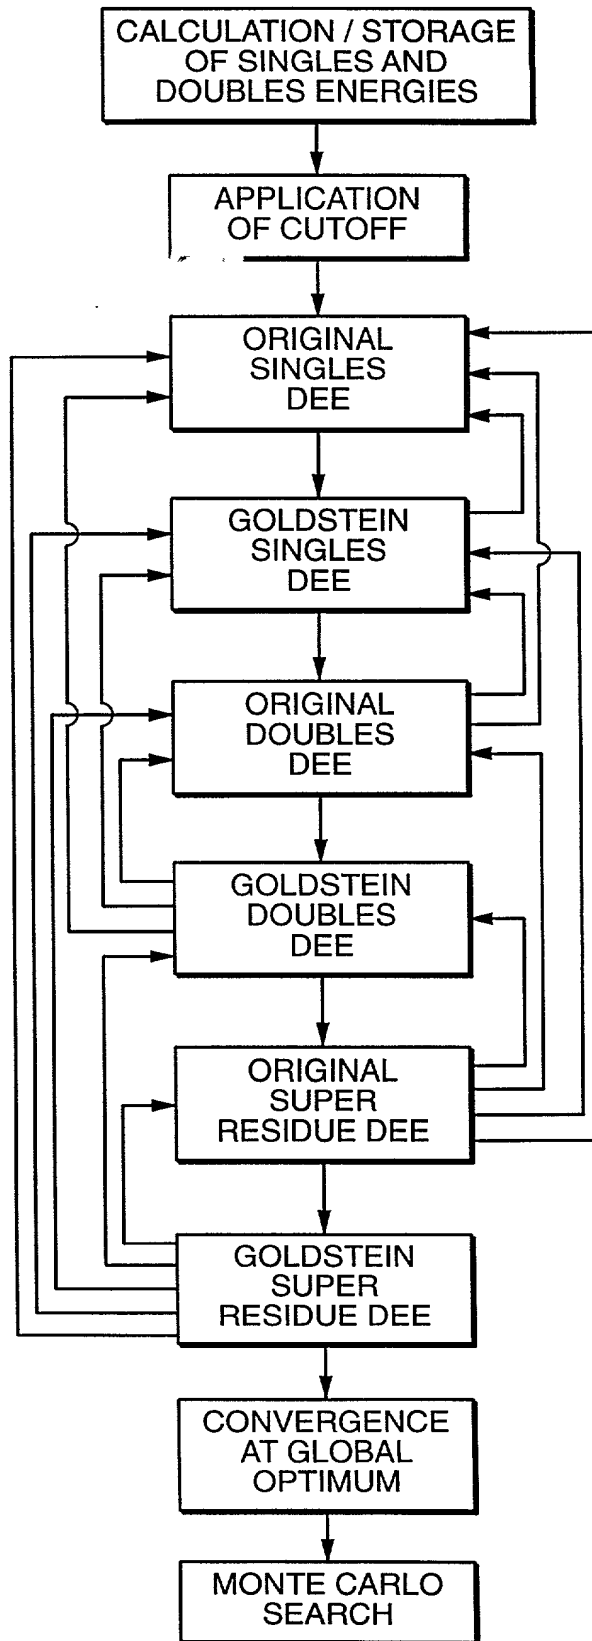 CALCULATION / STORAGE
OF SINGLES AND
DOUBLES ENERGIES
APPLICATION
OF CUTOFF
ORIGINAL
SINGLES
DEE
GOLDSTEIN
SINGLES
DEE
ORIGINAL
DOUBLES
DEE
GOLDSTEIN
DOUBLES
DEE
ORIGINAL
SUPER
RESIDUE DEE
GOLDSTEIN
SUPER
RESIDUE DEE
CONVERGENCE
AT GLOBAL
OPTIMUM
MONTE CARLO
SEARCH